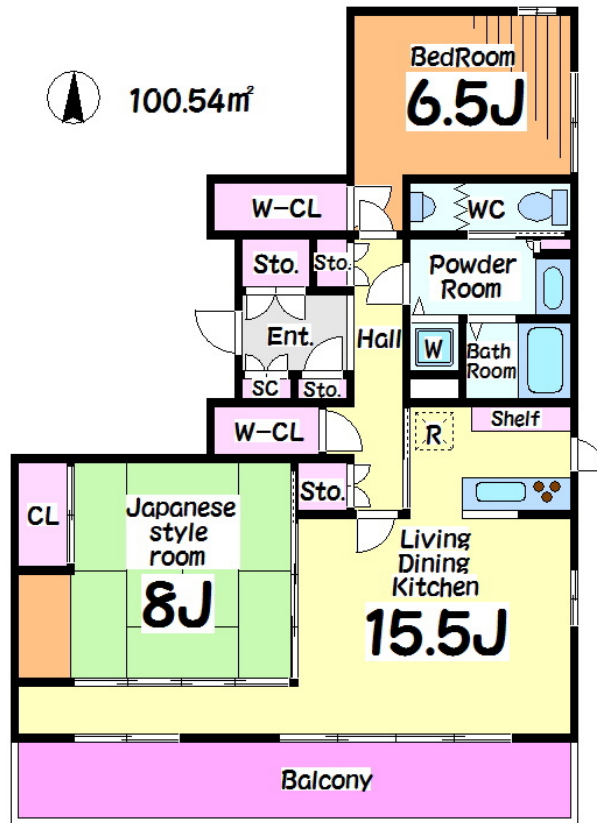 BedRoom
6.5J
100.54㎡
W-CL
WC
Sto.
Sto.
Powder
Room
Ent.
Hall
W
Bath
Room
SC
Sto.
W-CL
R
Shelf
CL
Japanese
style
room
8J
Sto.
Living
Dining
Kitchen
15.5J
Balcony